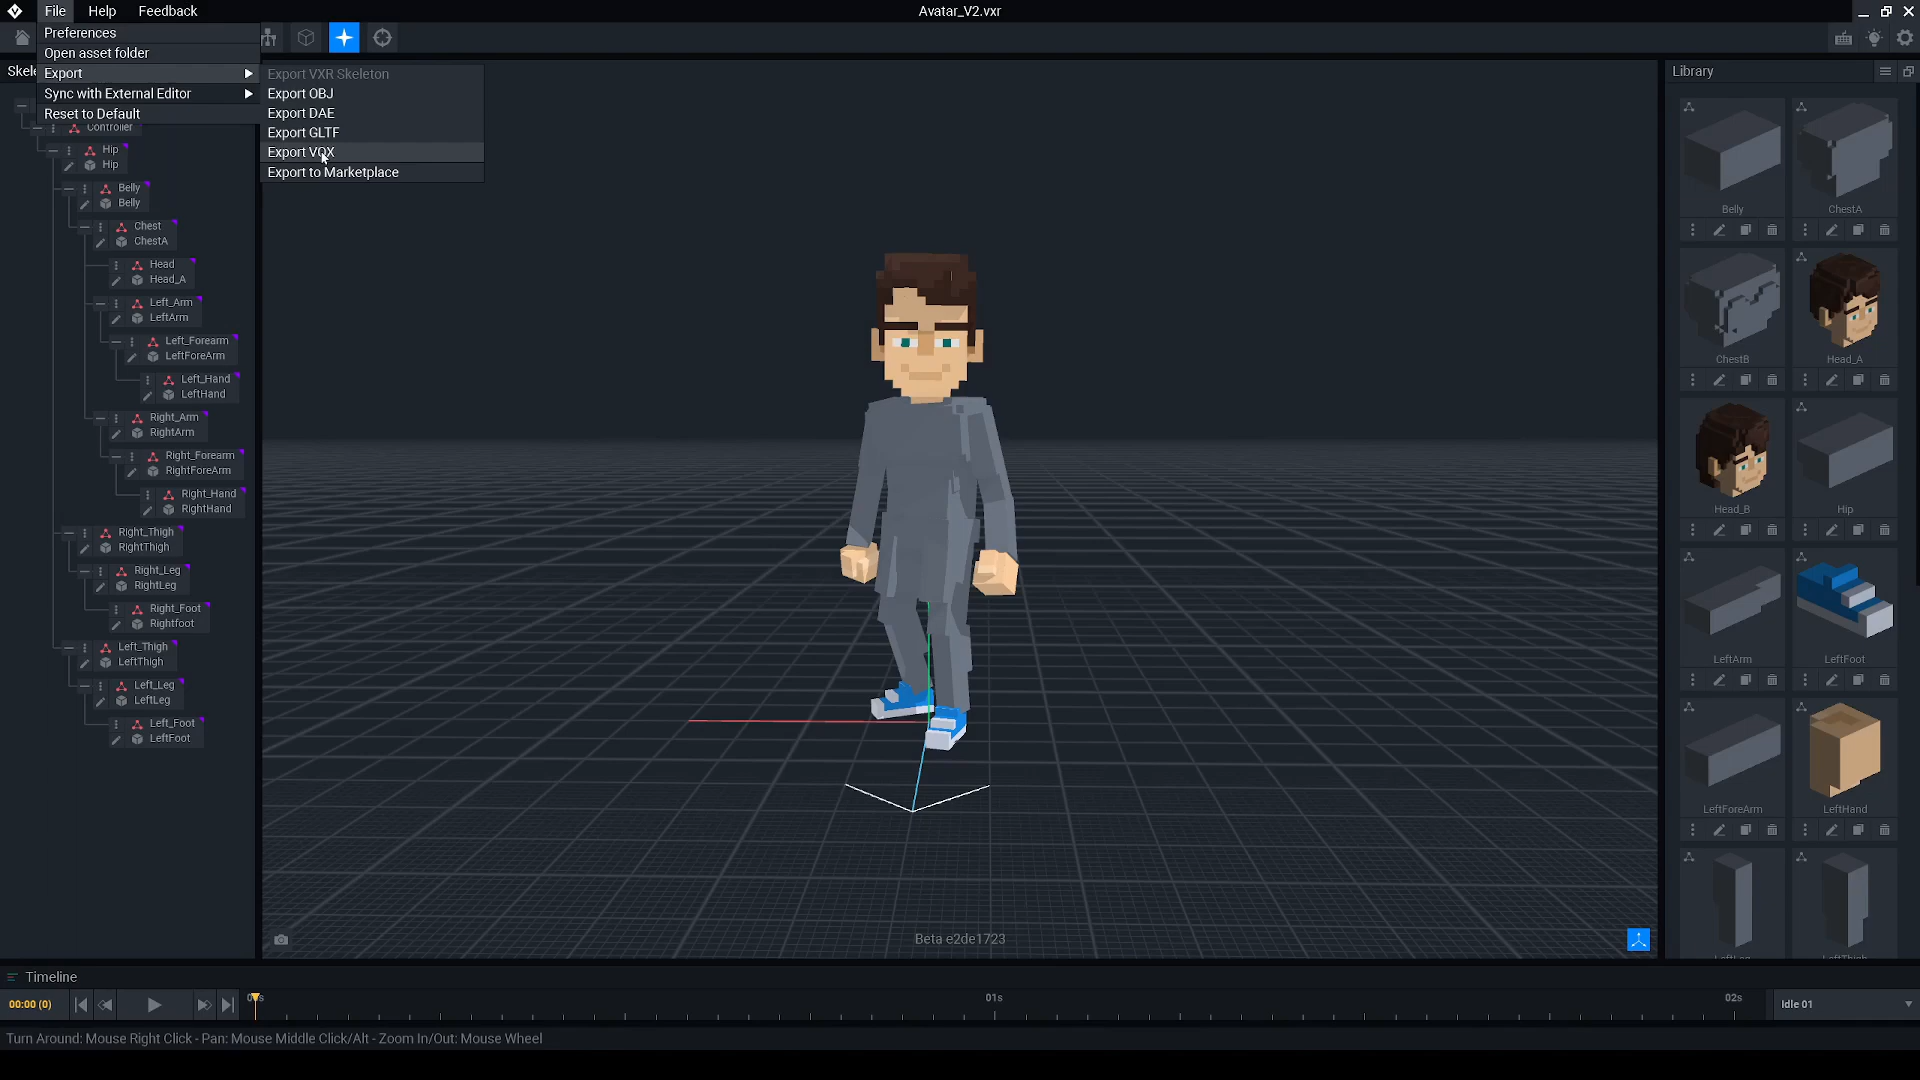 File Help Feedback
Avatar_V2.vxr
Preferences
Open asset folder
Export
Sync with External Editor
Reset to Default
Export VXR Skeleton
Export OBJ
Export DAE
Export GLTF
Export VOX
Export to Marketplace
Controller
Hip
Hip
Belly
Belly
Chest
ChestA
Head
Head_A
Left_Arm
LeftArm
Left_Forearm
LeftForeArm
Left_Hand
LeftHand
Right_Arm
RightArm
Right_Forearm
RightForeArm
Right_Hand
RightHand
Right_Thigh
RightThigh
Right_Leg
RightLeg
Right_Foot
Rightfoot
Left_Thigh
LeftThigh
Left_Leg
LeftLeg
Left_Foot
LeftFoot
Library
Belly ChestA
ChestB Head_A
Head_B Hip
LeftArm LeftFoot
LeftForeArm LeftHand
Beta e2de1723
Timeline
00:00 (0)
01s
02s
Idle 01
Turn Around: Mouse Right Click - Pan: Mouse Middle Click/Alt - Zoom In/Out: Mouse Wheel